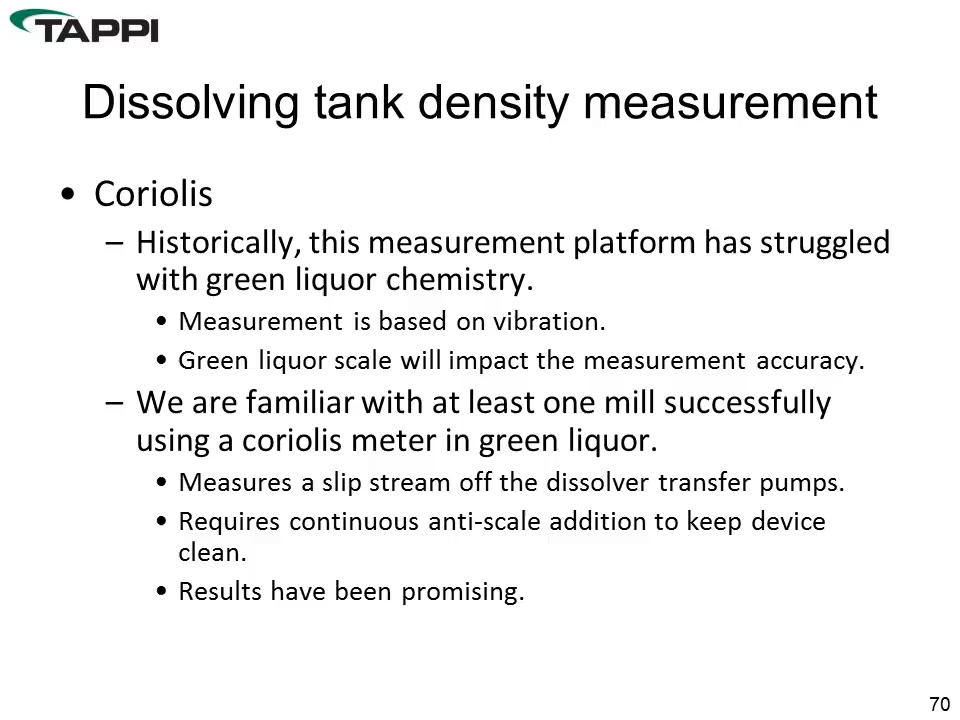 TAPPI
Dissolving tank density measurement
• Coriolis
– Historically, this measurement platform has struggled
with green liquor chemistry.
• Measurement is based on vibration.
• Green liquor scale will impact the measurement accuracy.
– We are familiar with at least one mill successfully
using a coriolis meter in green liquor.
• Measures a slip stream off the dissolver transfer pumps.
• Requires continuous anti-scale addition to keep device
clean.
• Results have been promising.
70